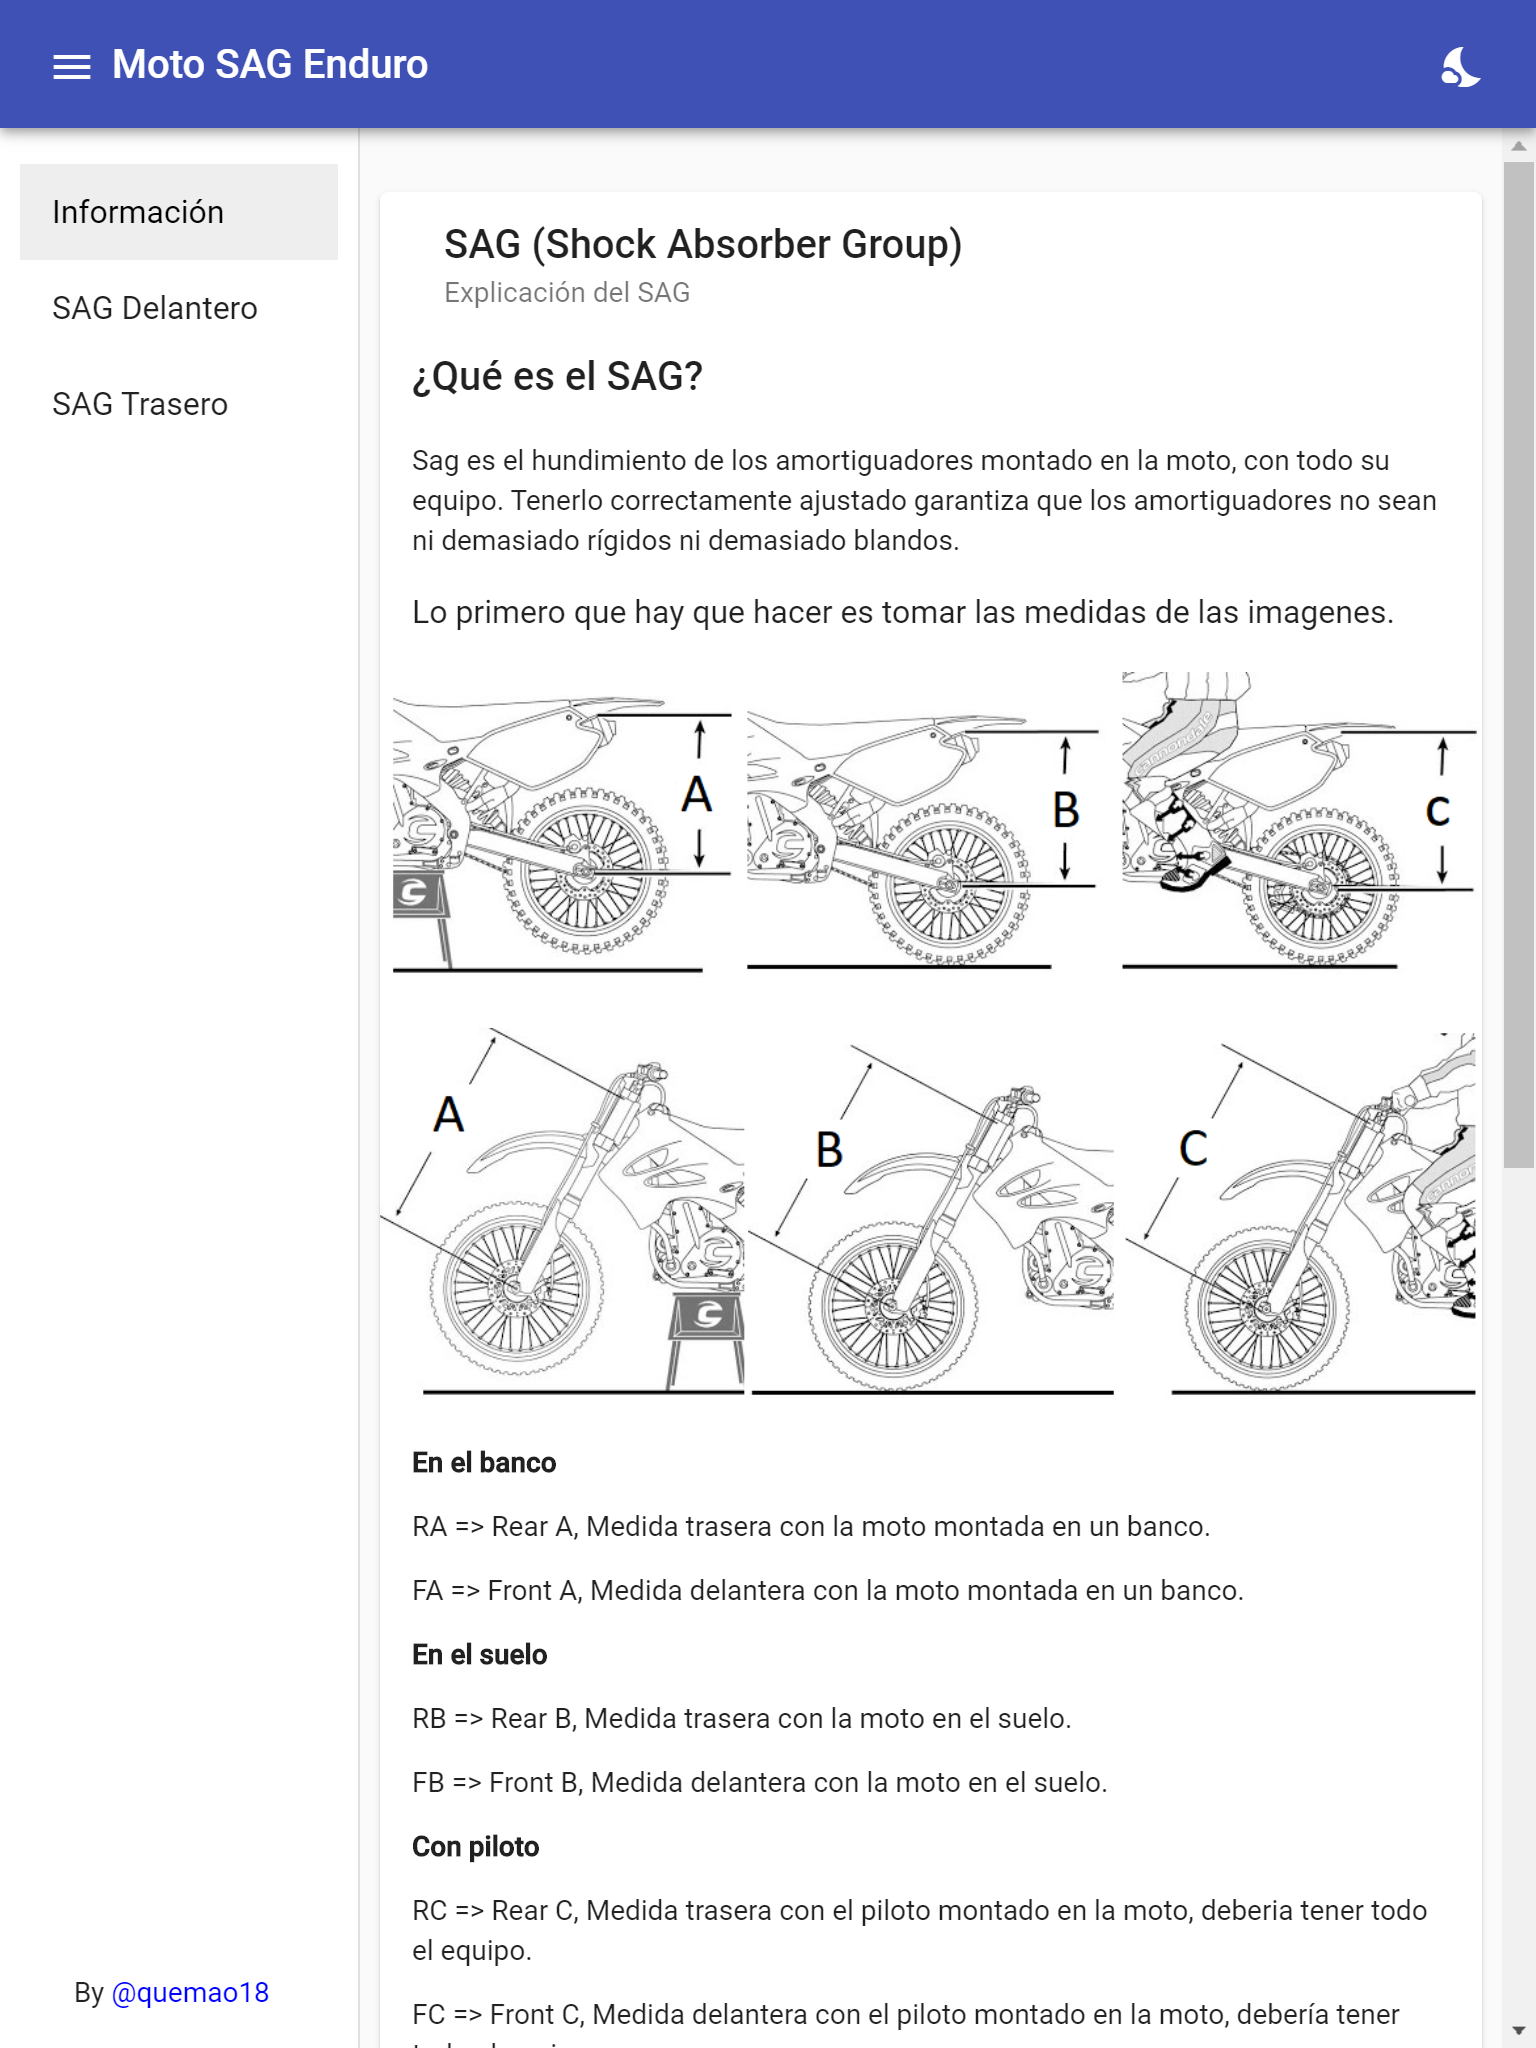 Moto SAG Enduro
Información
SAG Delantero
SAG Trasero
By @quemao18
SAG (Shock Absorber Group)
Explicación del SAG
¿Qué es el SAG?
Sag es el hundimiento de los amortiguadores montado en la moto, con todo su
equipo. Tenerlo correctamente ajustado garantiza que los amortiguadores no sean
ni demasiado rígidos ni demasiado blandos.
Lo primero que hay que hacer es tomar las medidas de las imagenes.
A
B
cannondale
C
A
B
C
En el banco
RA => Rear A, Medida trasera con la moto montada en un banco.
FA => Front A, Medida delantera con la moto montada en un banco.
En el suelo
RB => Rear B, Medida trasera con la moto en el suelo.
FB => Front B, Medida delantera con la moto en el suelo.
Con piloto
RC => Rear C, Medida trasera con el piloto montado en la moto, deberia tener todo
el equipo.
FC => Front C, Medida delantera con el piloto montado en la moto, debería tener